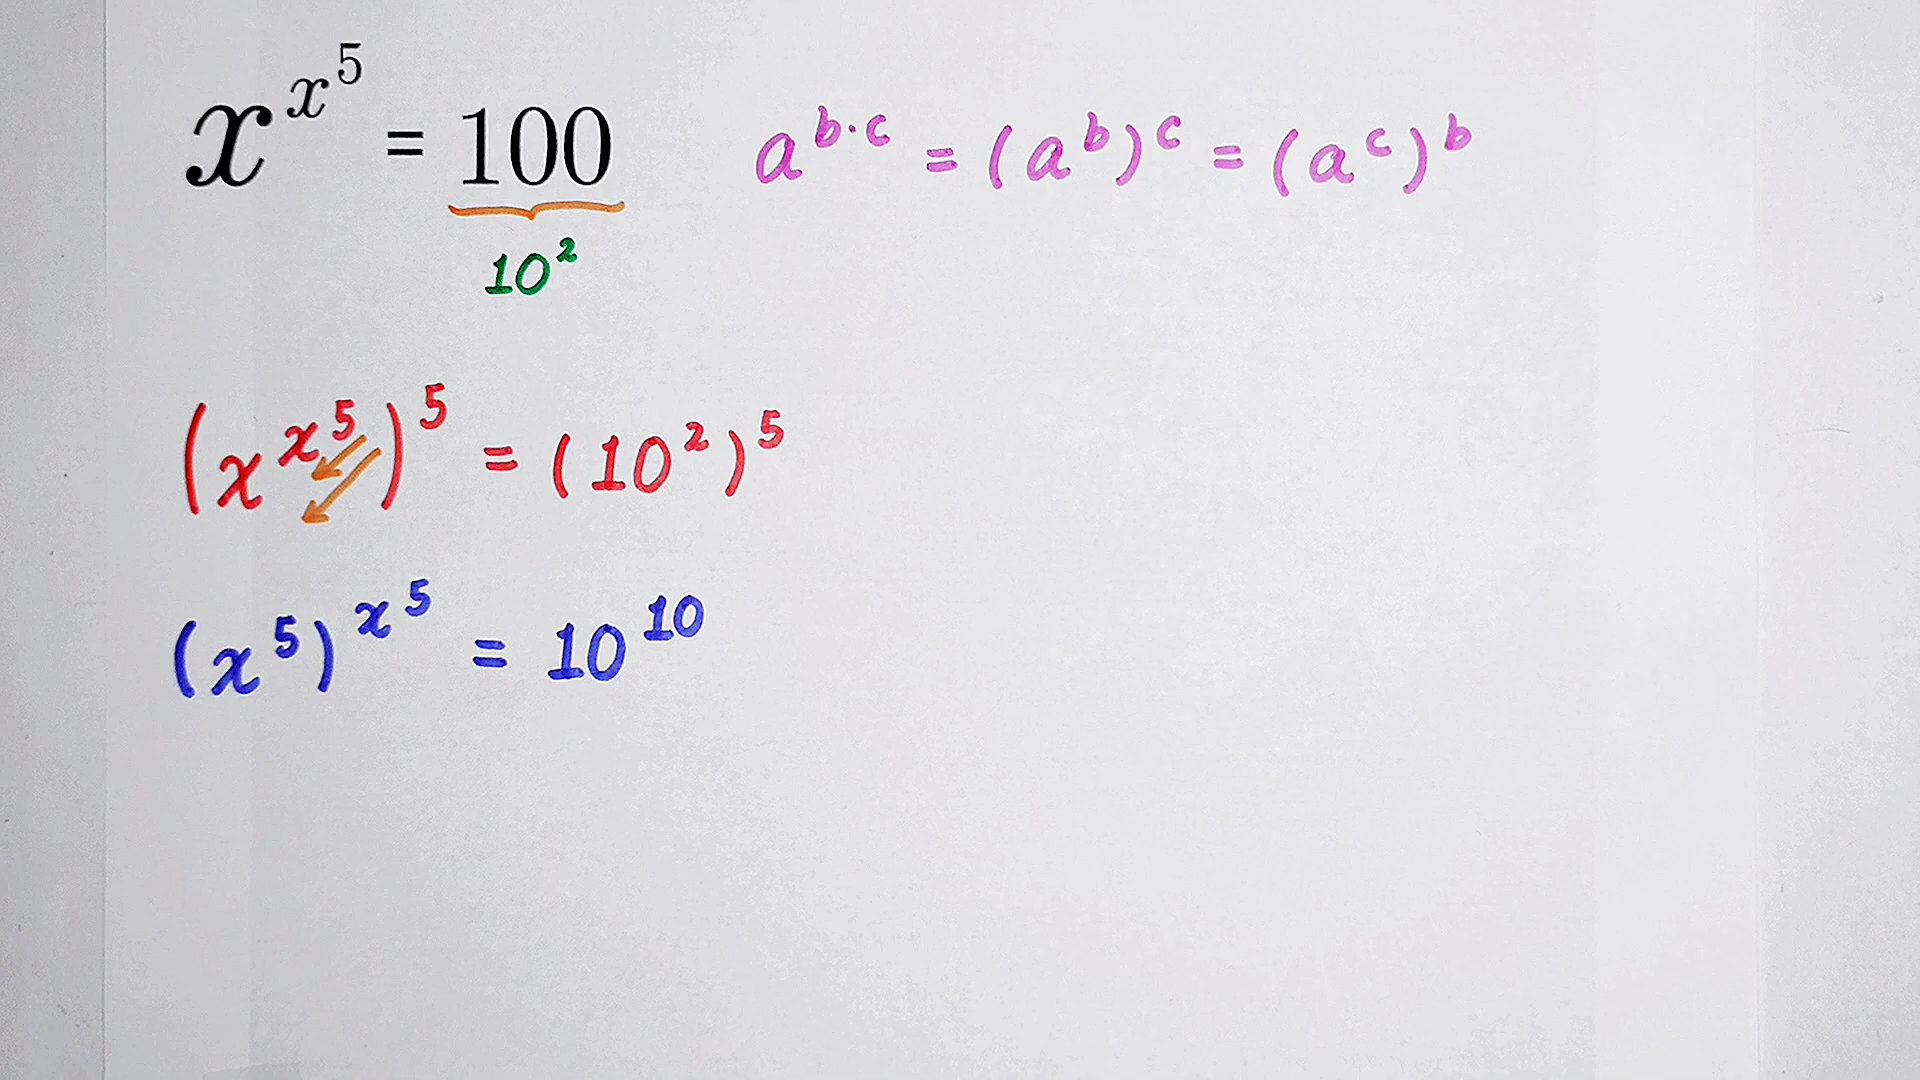 x^{x^5} = 100
a^{b·c} = (a^b)^c = (a^c)^b
10^2
(x^{x^5})^5 = (10^2)^5
(x^5)^{x^5} = 10^{10}